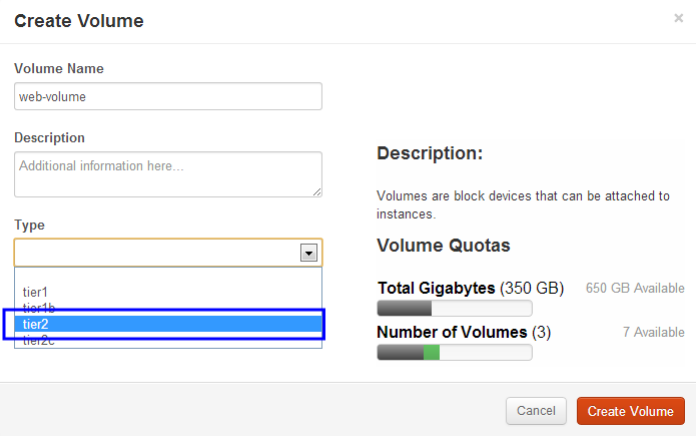 Create Volume
×
Volume Name
web-volume
Description
Additional information here...
Type
tier1
tier1b
tier2
tier2c
Description:
Volumes are block devices that can be attached to
instances.
Volume Quotas
Total Gigabytes (350 GB) 650 GB Available
Number of Volumes (3) 7 Available
Cancel
Create Volume